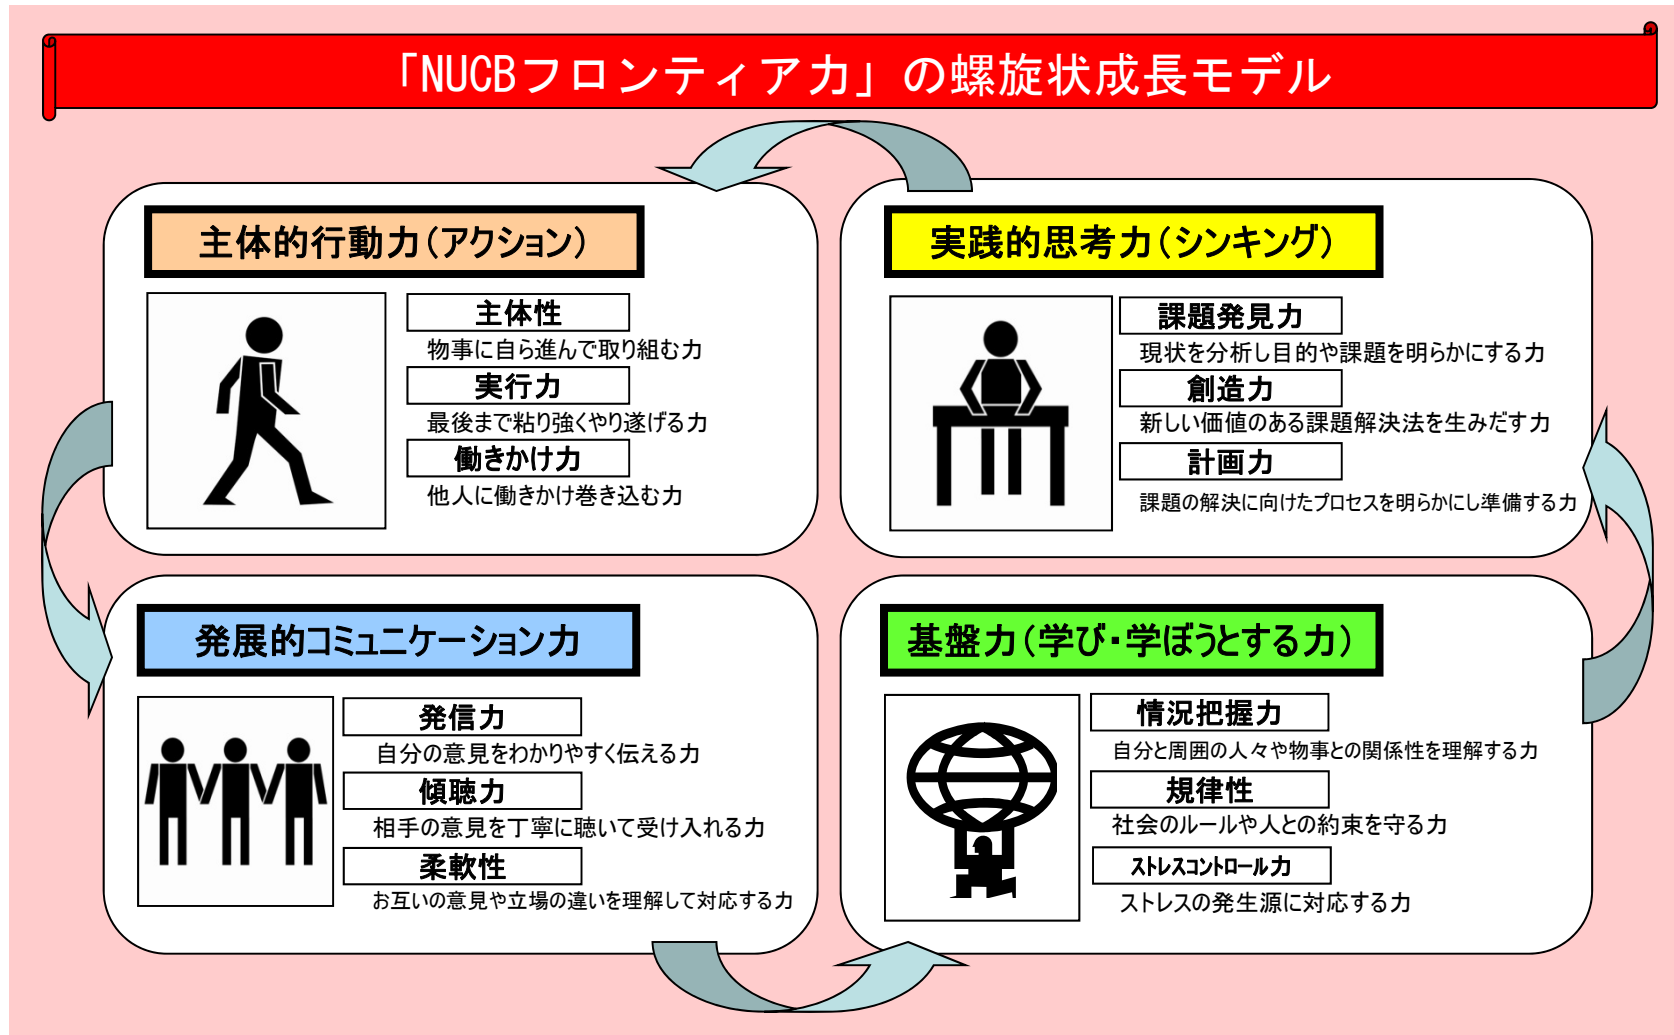 「NUCBフロンティア力」の螺旋状成長モデル
主体的行動力(アクション)
主体性
物事に自ら進んで取り組む力
実行力
最後まで粘り強くやり遂げる力
働きかけ力
他人に働きかけ巻き込む力
実践的思考力(シンキング)
課題発見力
現状を分析し目的や課題を明らかにする力
創造力
新しい価値のある課題解決法を生みだす力
計画力
課題の解決に向けたプロセスを明らかにし準備する力
発展的コミュニケーション力
発信力
自分の意見をわかりやすく伝える力
傾聴力
相手の意見を丁寧に聴いて受け入れる力
柔軟性
お互いの意見や立場の違いを理解して対応する力
基盤力(学び・学ぼうとする力)
情況把握力
自分と周囲の人々や物事との関係性を理解する力
規律性
社会のルールや人との約束を守る力
ストレスコントロール力
ストレスの発生源に対応する力